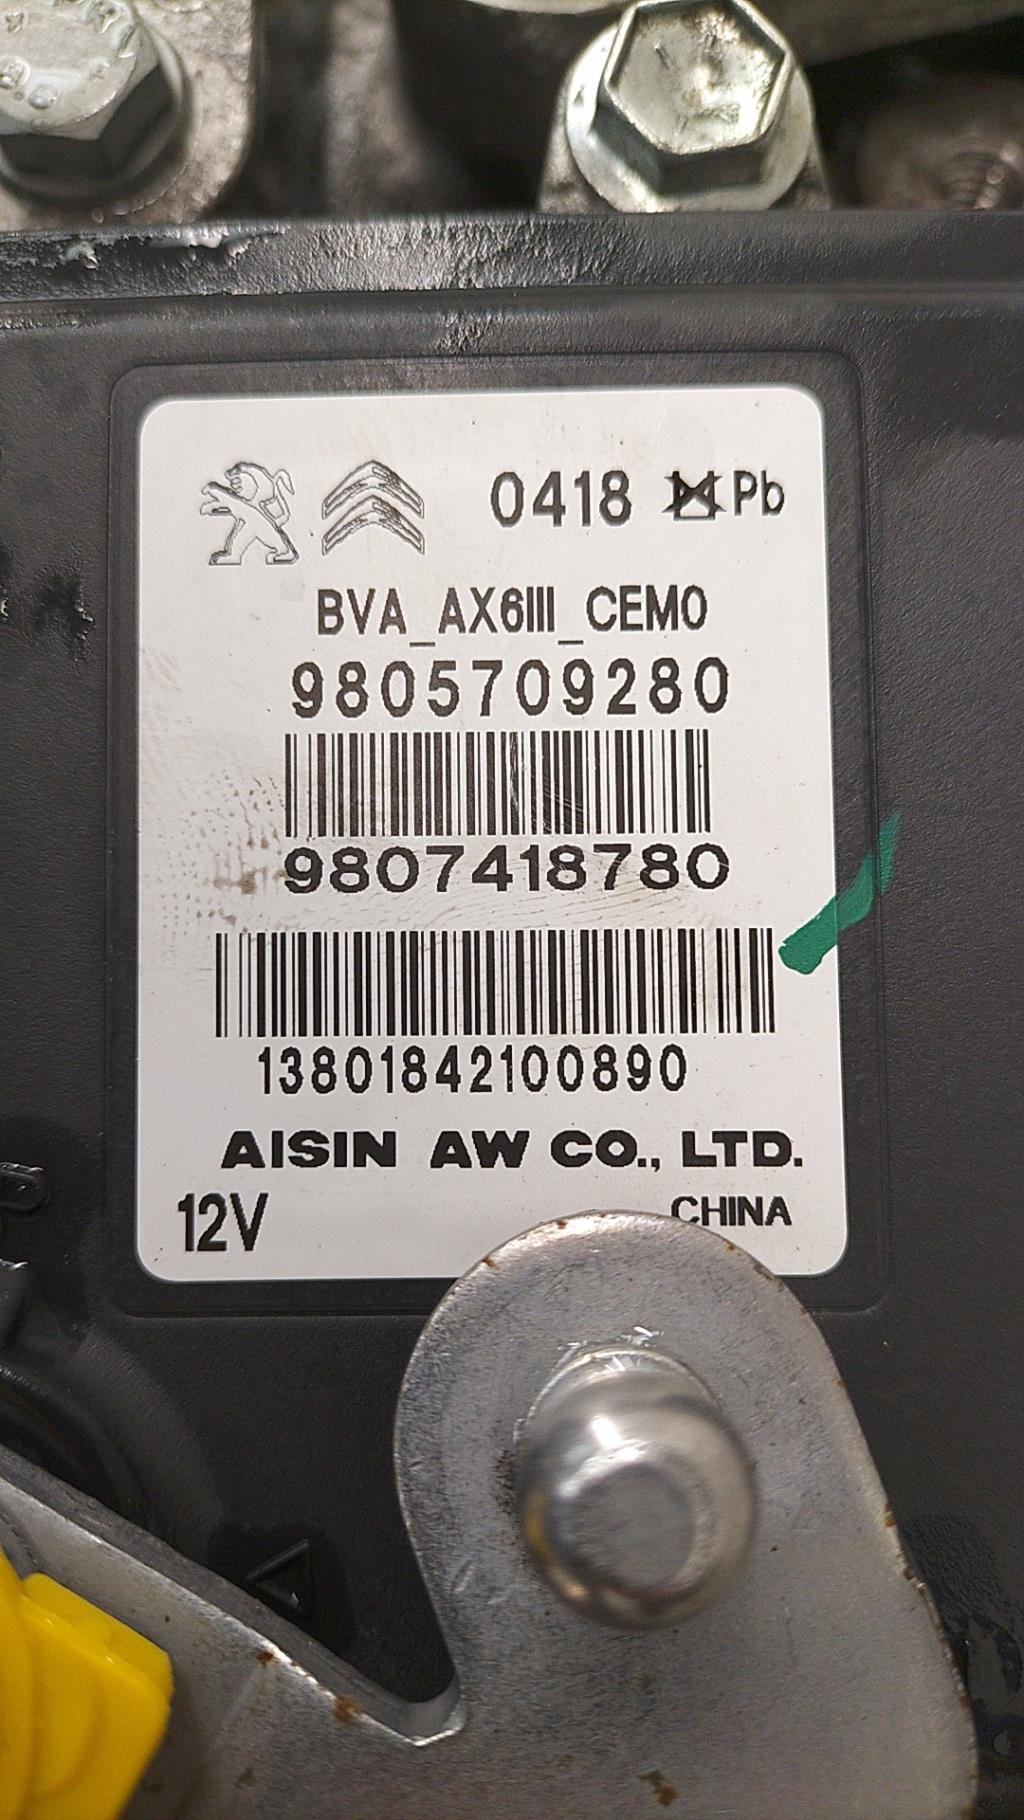 0418 Pb
BVA_AX6III_CEM0
9805709280
9807418780
13801842100890
AISIN AW CO., LTD.
12V CHINA